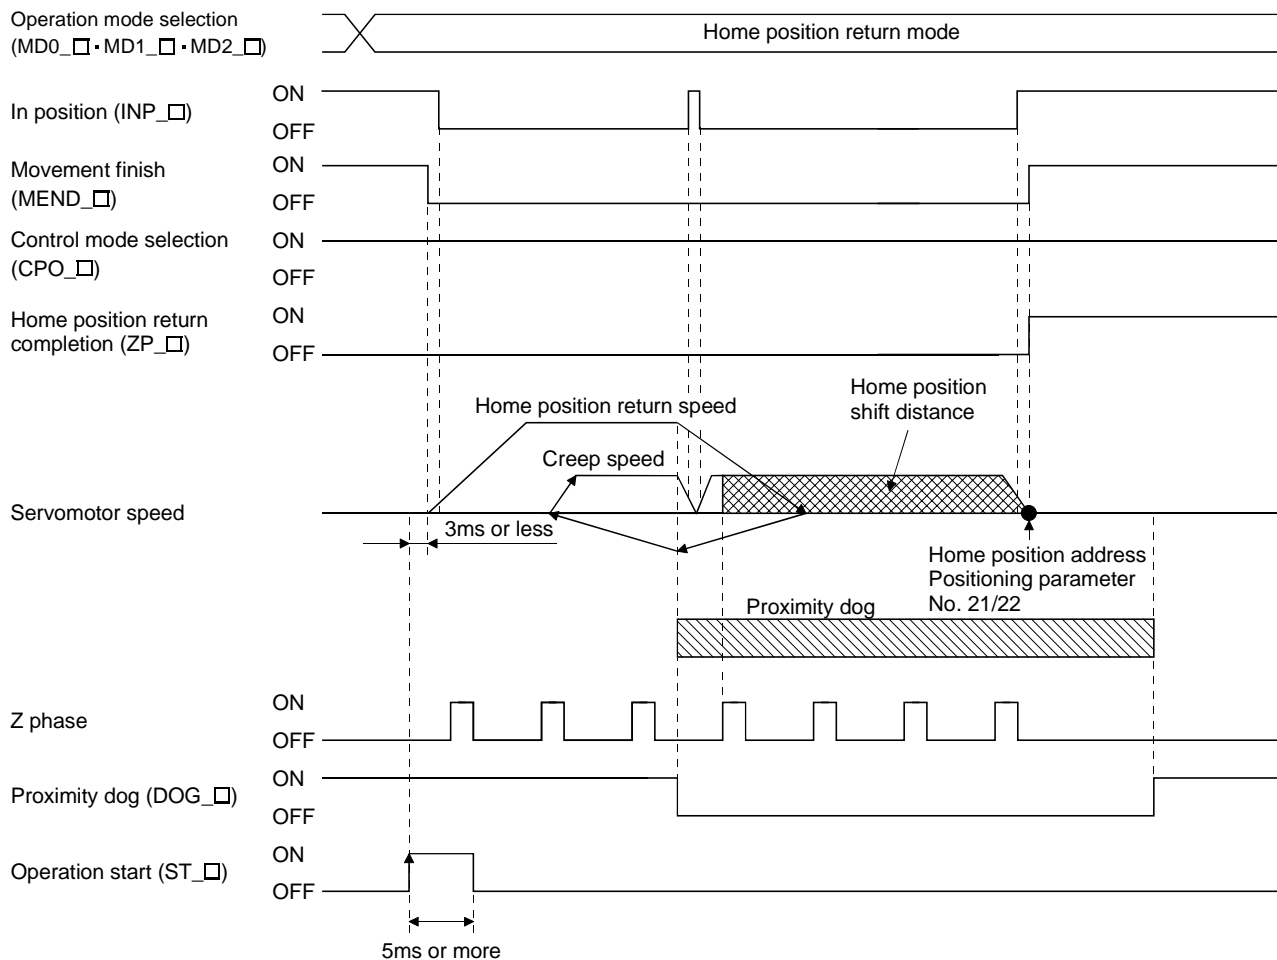 Operation mode selection
(MD0_□・MD1_□・MD2_□)
Home position return mode
In position (INP_□)
ON
OFF
Movement finish
(MEND_□)
ON
OFF
Control mode selection
(CPO_□)
ON
OFF
Home position return
completion (ZP_□)
ON
OFF
Home position
shift distance
Home position return speed
Creep speed
Servomotor speed
3ms or less
Home position address
Positioning parameter
No. 21/22
Proximity dog
Z phase
ON
OFF
Proximity dog (DOG_□)
ON
OFF
Operation start (ST_□)
ON
OFF
5ms or more